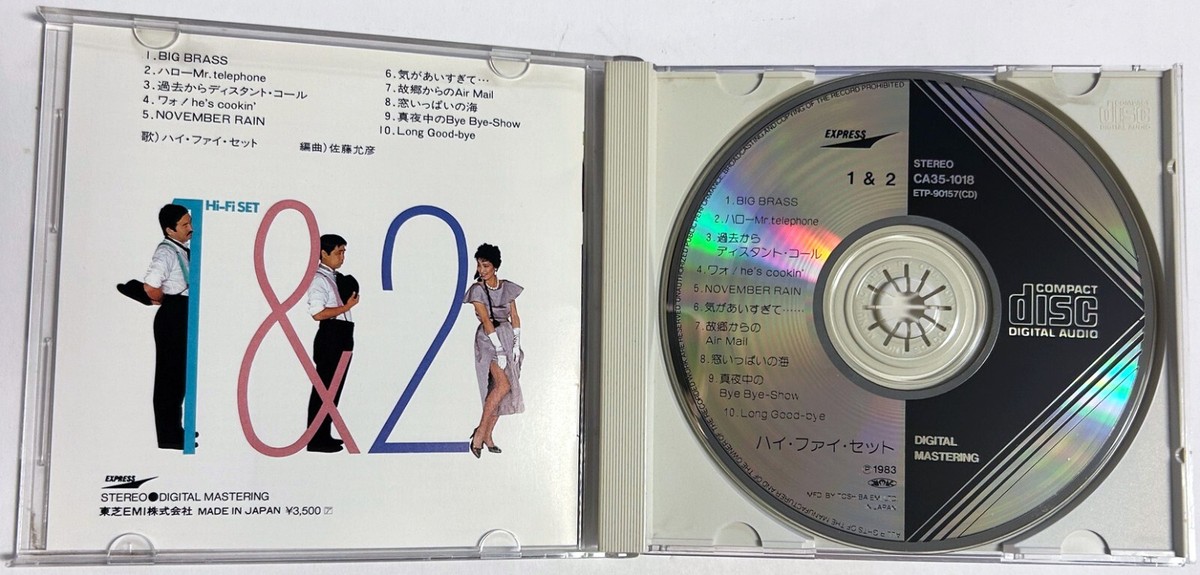 1.BIG BRASS
2.ハローMr.telephone
3.過去からディスタント・コール
4.ワォ!he's cookin'
5.NOVEMBER RAIN
歌)ハイ・ファイ・セット
6.気があいすぎて…
7.故郷からのAir Mail
8.窓いっぱいの海
9.真夜中のBye Bye-Show
10.Long Good-bye
編曲)佐藤允彦
Hi-Fi SET
1&2
EXPRESS
STEREO●DIGITAL MASTERING
東芝EMI株式会社 MADE IN JAPAN ¥3,500
EXPRESS
1 & 2
STEREO
CA35-1018
ETP-90157(CD)
1.BIG BRASS
2.ハローMr.telephone
3.過去から
ディスタント・コール
4.ワォ!he's cookin'
5.NOVEMBER RAIN
6.気があいすぎて……
7.故郷からの
Air Mail
8.窓いっぱいの海
9.真夜中の
Bye Bye-Show
10.Long Good-bye
ハイ・ファイ・セット
℗1983
MFD. BY TOSHIBA EMI
JAPAN
COMPACT
disc
DIGITAL AUDIO
DIGITAL
MASTERING
COMPACT
disc
DIGITAL AUDIO